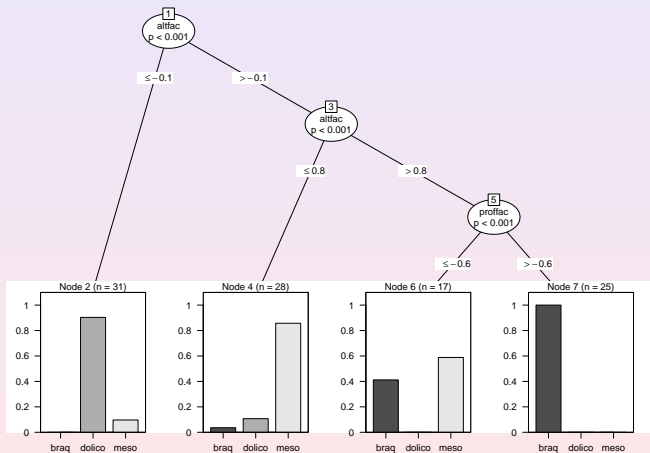 1
altfac
p < 0.001
≤ −0.1
> −0.1
3
altfac
p < 0.001
≤ 0.8
> 0.8
5
proffac
p < 0.001
≤ −0.6
> −0.6
Node 2 (n = 31)
1
0.8
0.6
0.4
0.2
0
braq dolico meso
Node 4 (n = 28)
1
0.8
0.6
0.4
0.2
0
braq dolico meso
Node 6 (n = 17)
1
0.8
0.6
0.4
0.2
0
braq dolico meso
Node 7 (n = 25)
1
0.8
0.6
0.4
0.2
0
braq dolico meso